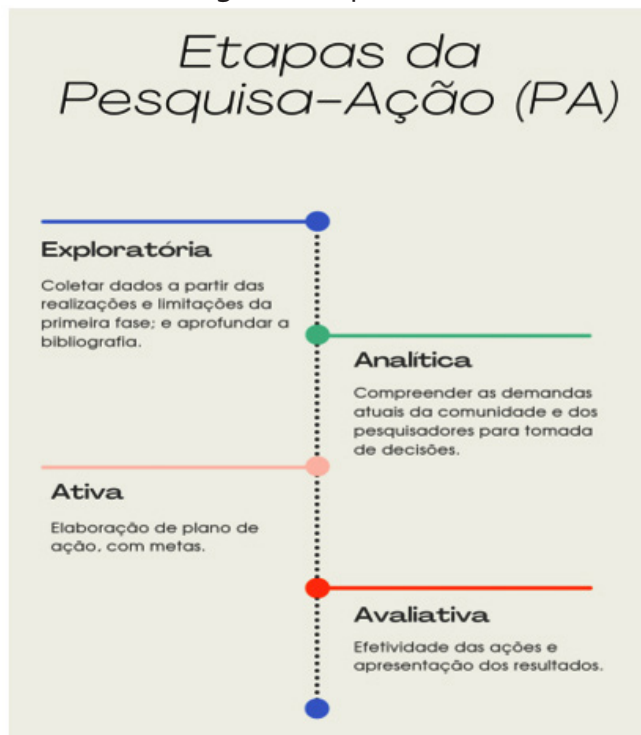 Etapas da
Pesquisa-Ação (PA)
Exploratória
Coletar dados a partir das
realizações e limitações da
primeira fase; e aprofundar a
bibliografia.
Analítica
Compreender as demandas
atuais da comunidade e dos
pesquisadores para tomada
de decisões.
Ativa
Elaboração de plano de
ação, com metas.
Avaliativa
Efetividade das ações e
apresentação dos resultados.